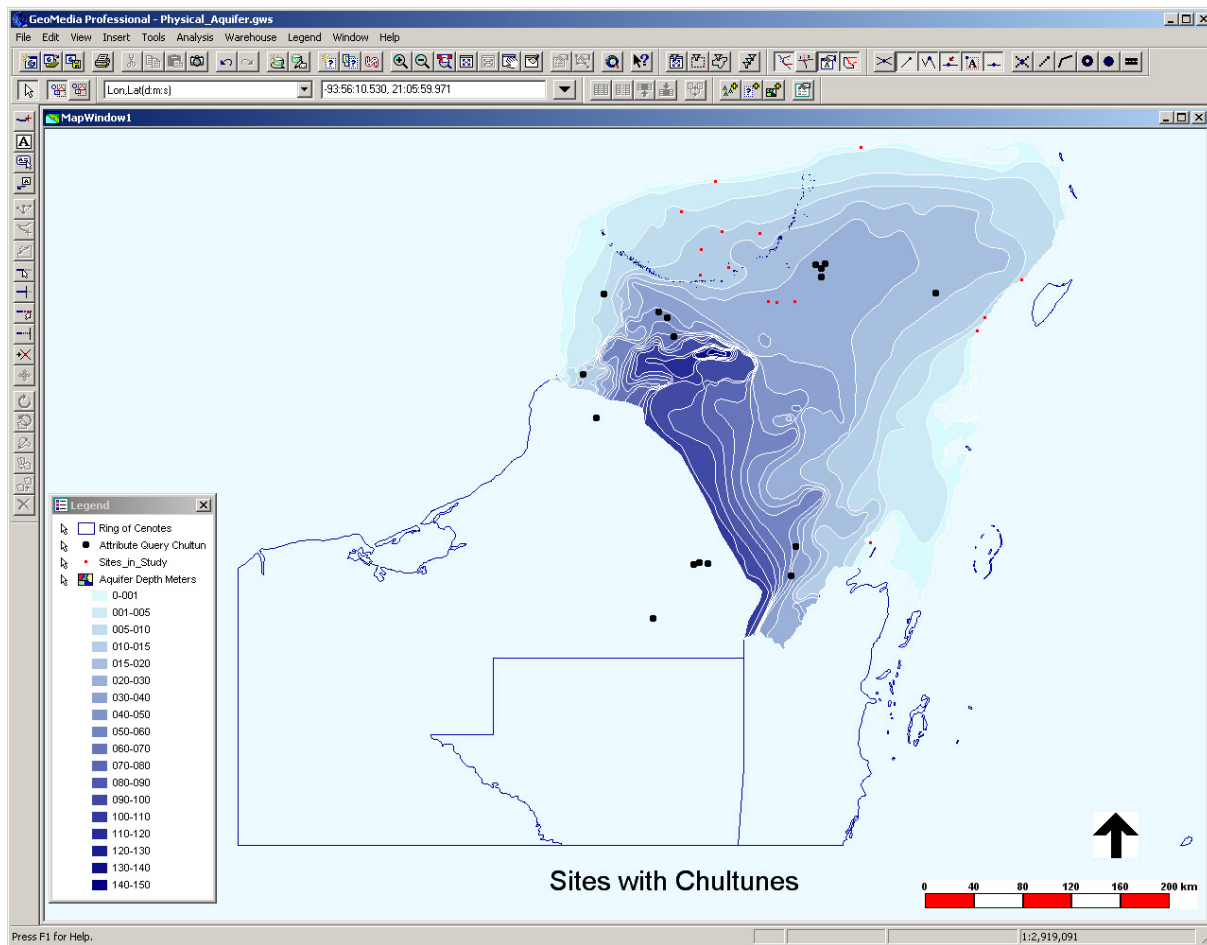 GeoMedia Professional - Physical_Aquifer.gws
File Edit View Insert Tools Analysis Warehouse Legend Window Help
Lon,Lat(d:m:s) -93:56:10.530, 21:05:59.971
MapWindow1
Legend
Ring of Cenotes
Attribute Query Chultun
Sites_in_Study
Aquifer Depth Meters
0-001
001-005
005-010
010-015
015-020
020-030
030-040
040-050
050-060
060-070
070-080
080-090
090-100
100-110
110-120
120-130
130-140
140-150
Sites with Chultunes
0 40 80 120 160 200 km
Press F1 for Help. 1:2,919,091